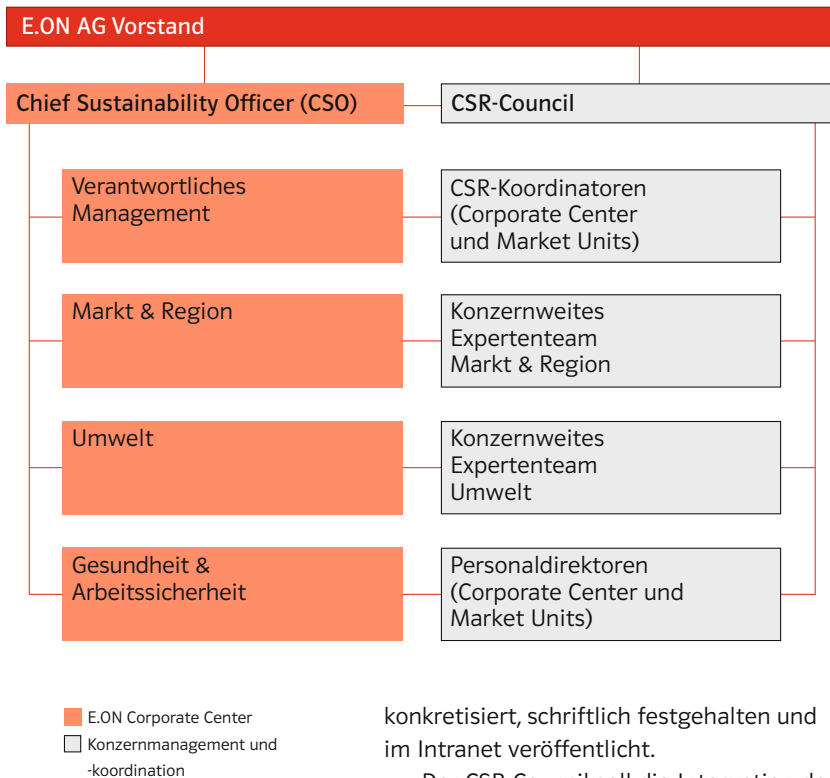 E.ON AG Vorstand
Chief Sustainability Officer (CSO)
CSR-Council
Verantwortliches
Management
CSR-Koordinatoren
(Corporate Center
und Market Units)
Markt & Region
Konzernweites
Expertenteam
Markt & Region
Umwelt
Konzernweites
Expertenteam
Umwelt
Gesundheit &
Arbeitssicherheit
Personaldirektoren
(Corporate Center und
Market Units)
E.ON Corporate Center
Konzernmanagement und
-koordination
konkretisiert, schriftlich festgehalten und
im Intranet veröffentlicht.